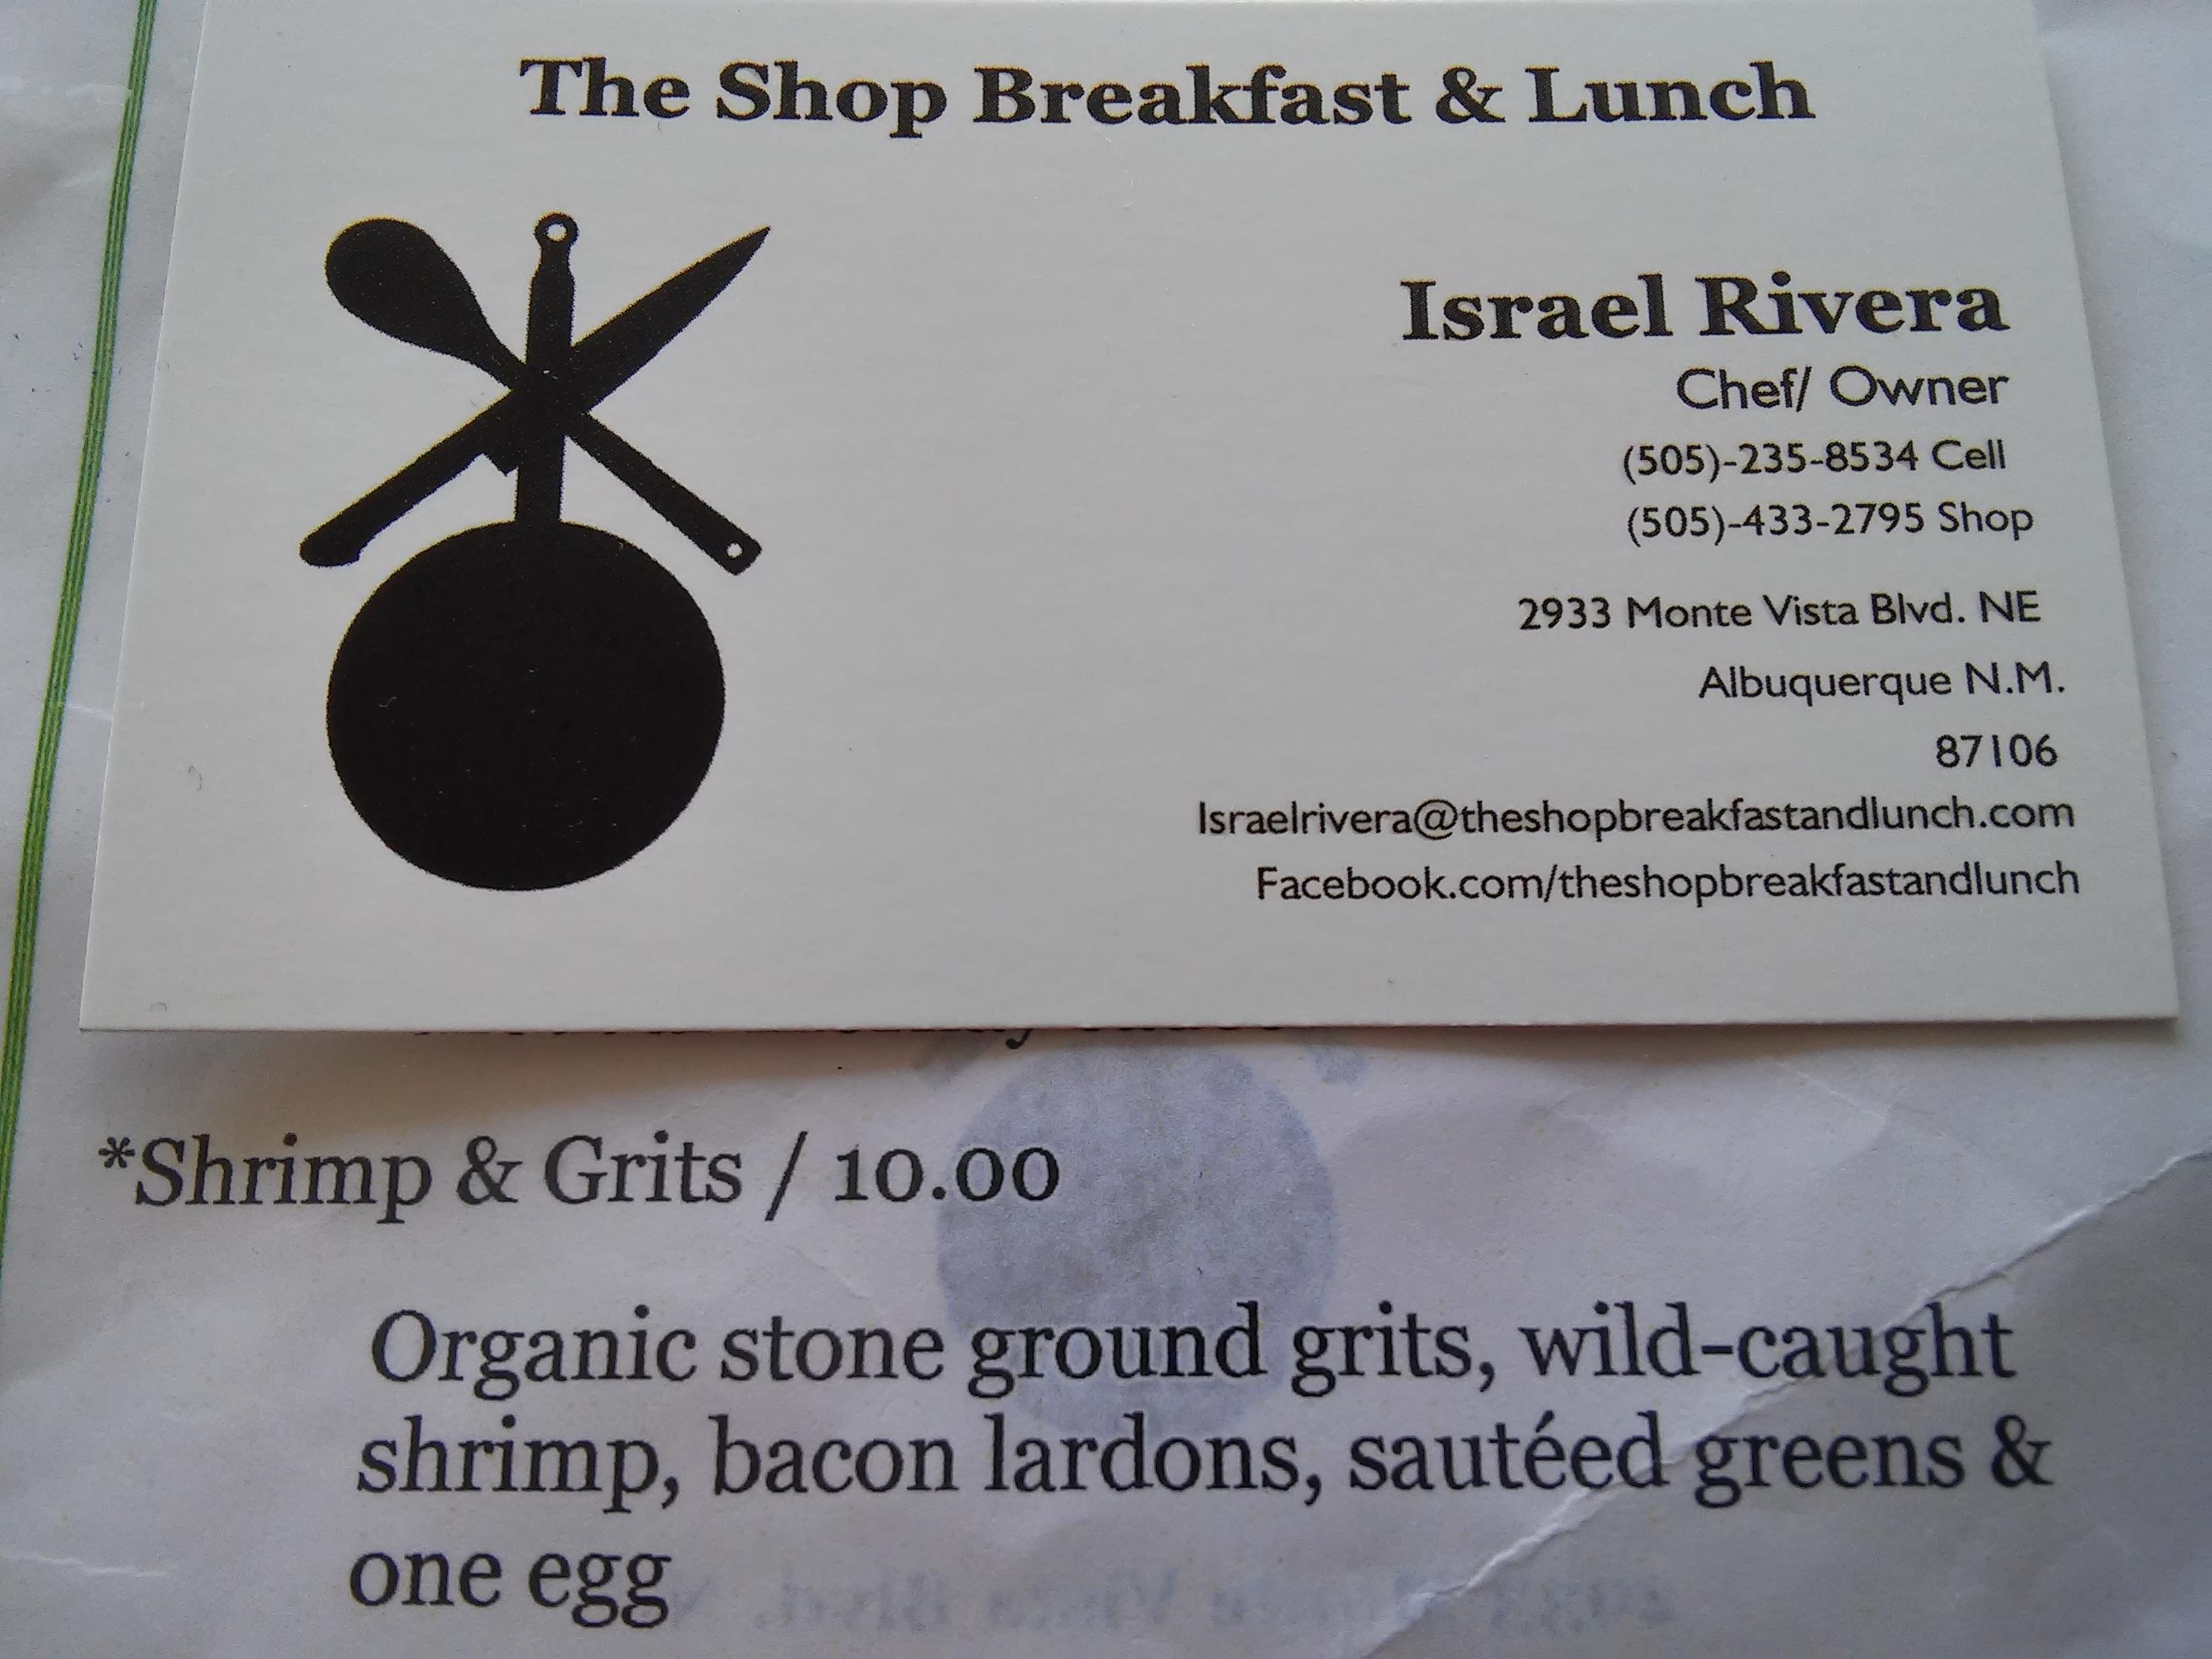 The Shop Breakfast & Lunch
Israel Rivera
Chef/ Owner
(505)-235-8534 Cell
(505)-433-2795 Shop
2933 Monte Vista Blvd. NE
Albuquerque N.M.
87106
Israelrivera@theshopbreakfastandlunch.com
Facebook.com/theshopbreakfastandlunch
*Shrimp & Grits / 10.00
Organic stone ground grits, wild-caught
shrimp, bacon lardons, sautéed greens &
one egg